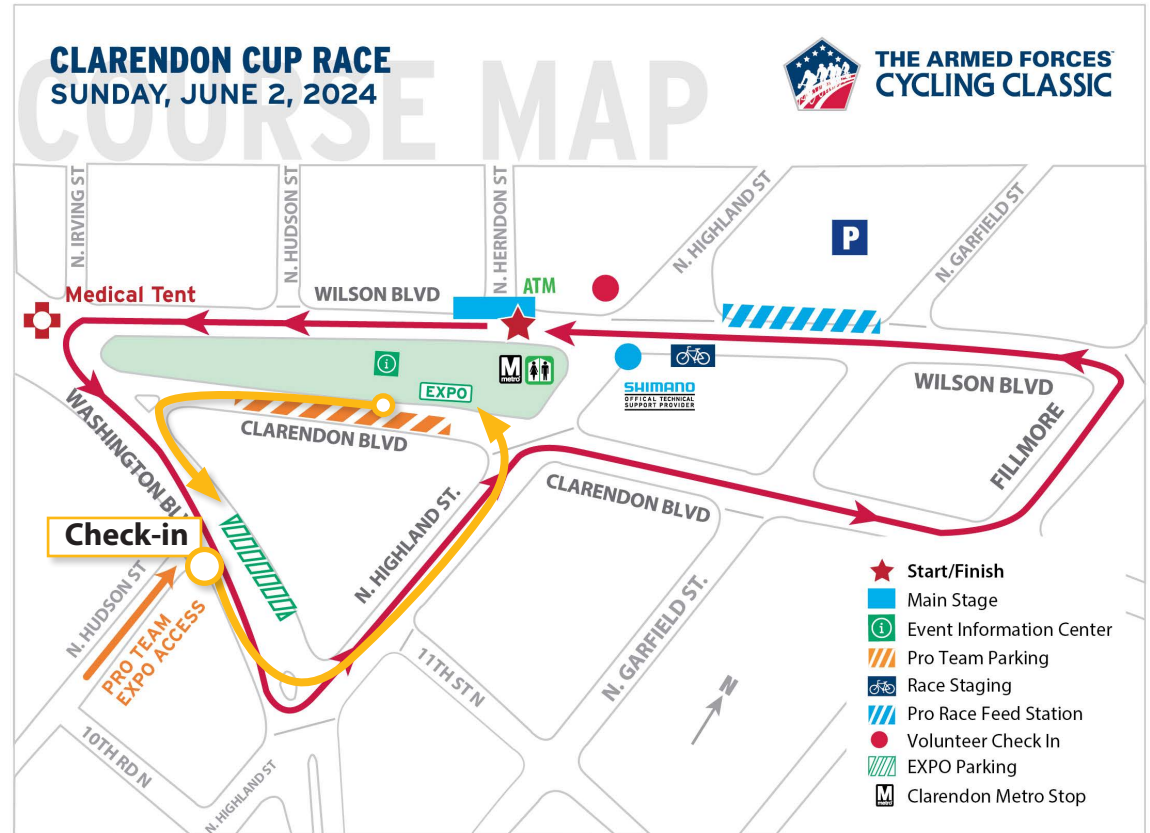 COURSE MAP
CLARENDON CUP RACE
SUNDAY, JUNE 2, 2024
THE ARMED FORCES™
CYCLING CLASSIC
N. IRVING ST
N. HUDSON ST
N. HERNDON ST
N. HIGHLAND ST
N. GARFIELD ST
P
Medical Tent
WILSON BLVD
ATM
i
M
metro
EXPO
SHIMANO
OFFICAL TECHNICAL
SUPPORT PROVIDER
WILSON BLVD
FILLMORE
WASHINGTON
CLARENDON BLVD
CLARENDON BLVD
N. HIGHLAND ST.
Check-in
N. HUDSON ST
PRO TEAM
EXPO ACCESS
11TH ST N
N. GARFIELD ST.
N
10TH RD N
N. HIGHLAND ST
Start/Finish
Main Stage
i
Event Information Center
Pro Team Parking
Race Staging
Pro Race Feed Station
Volunteer Check In
EXPO Parking
M
metro
Clarendon Metro Stop